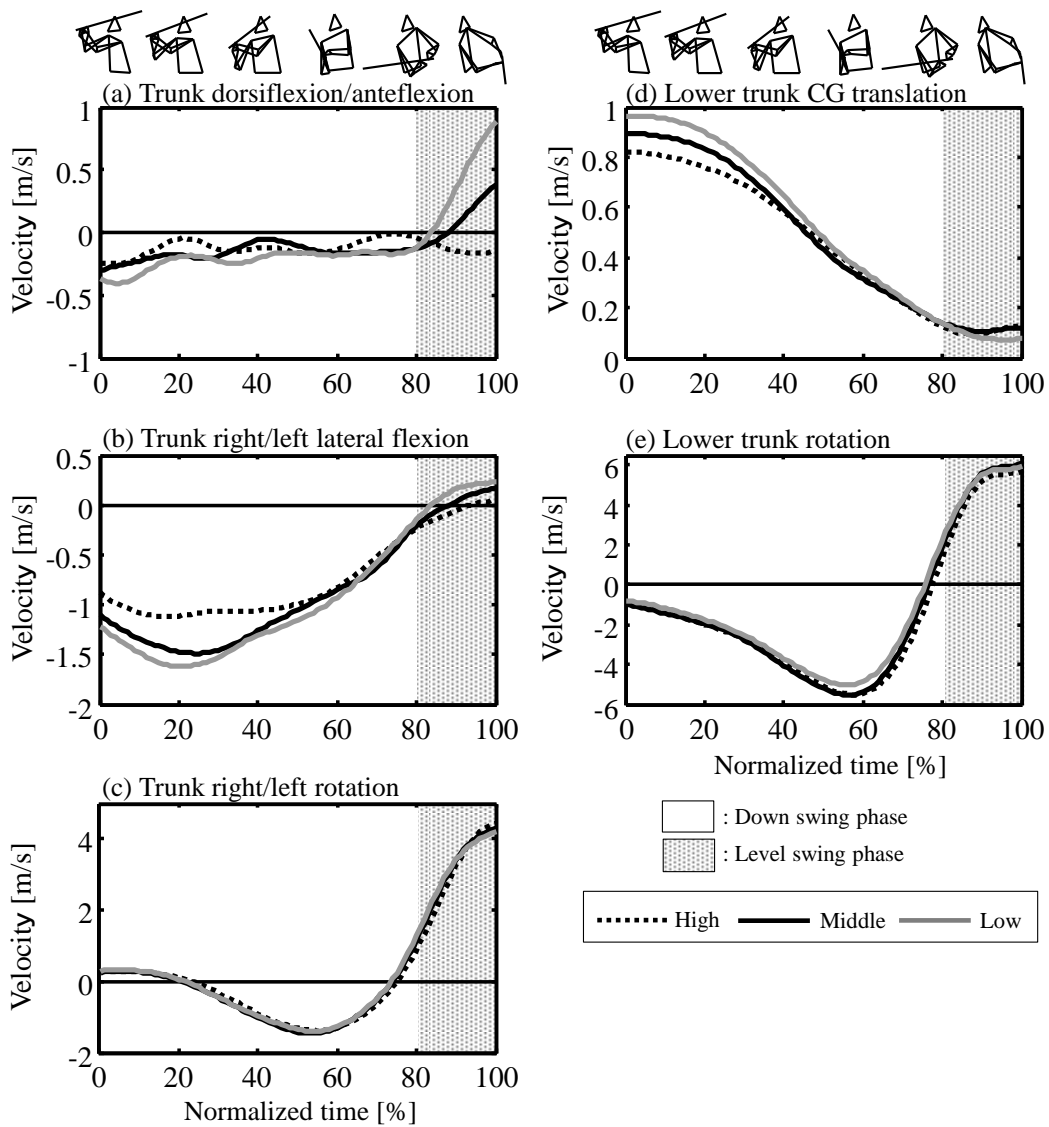 (a) Trunk dorsiflexion/anteflexion
1
0.5
0
-0.5
-1
Velocity [m/s]
0 20 40 60 80 100
(b) Trunk right/left lateral flexion
0.5
0
-0.5
-1
-1.5
-2
Velocity [m/s]
0 20 40 60 80 100
(c) Trunk right/left rotation
4
2
0
-2
Velocity [m/s]
0 20 40 60 80 100
Normalized time [%]
(d) Lower trunk CG translation
1
0.8
0.6
0.4
0.2
0
Velocity [m/s]
0 20 40 60 80 100
(e) Lower trunk rotation
6
4
2
0
-2
-4
-6
Velocity [m/s]
0 20 40 60 80 100
Normalized time [%]
: Down swing phase
: Level swing phase
High Middle Low